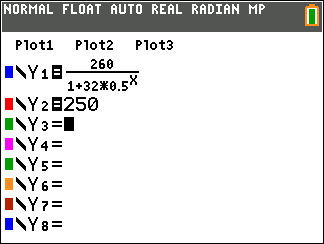 NORMAL FLOAT AUTO REAL RADIAN MP
Plot1 Plot2 Plot3
\Y1=260/(1+32*0.5^X)
\Y2=250
\Y3=
\Y4=
\Y5=
\Y6=
\Y7=
\Y8=